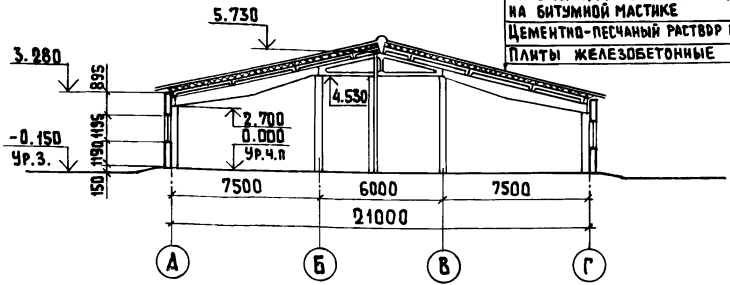 НА БИТУМНОЙ МАСТИКЕ
ЦЕМЕНТНО-ПЕСЧАНЫЙ РАСТВОР
ПЛИТЫ ЖЕЛЕЗОБЕТОННЫЕ
5.730
3.280
895
4.530
2.700
0.000
УР.Ч.П
1195
-0.150
УР.З.
1190
150
7500
6000
7500
21000
А
Б
В
Г